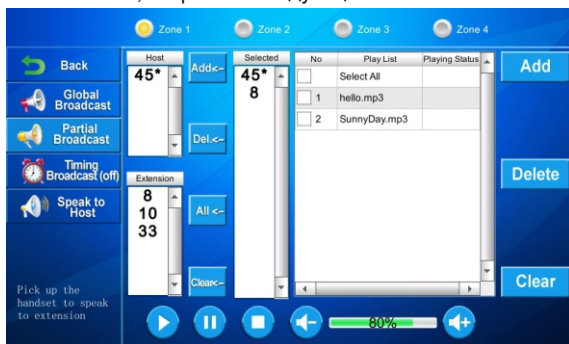 Zone 1 Zone 2 Zone 3 Zone 4
Back
Global
Broadcast
Partial
Broadcast
Timing
Broadcast (off)
Speak to
Host
Pick up the
handset to speak
to extension
Host
45*
Extension
8
10
33
Add<-
Del.<-
All <-
Clear<-
Selected
45*
8
No Play List Playing Status
Select All
1 hello.mp3
2 SunnyDay.mp3
Add
Delete
Clear
80%